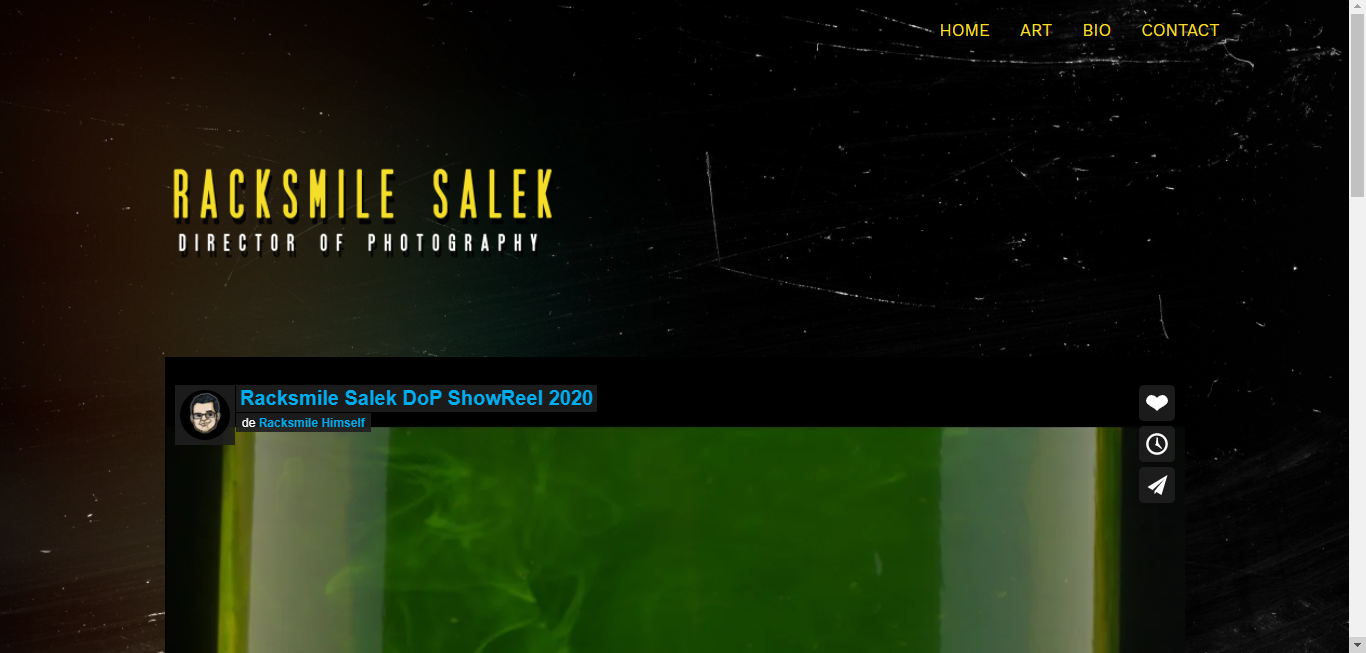 HOME ART BIO CONTACT
RACKSMILE SALEK
DIRECTOR OF PHOTOGRAPHY
Racksmile Salek DoP ShowReel 2020
de Racksmile Himself